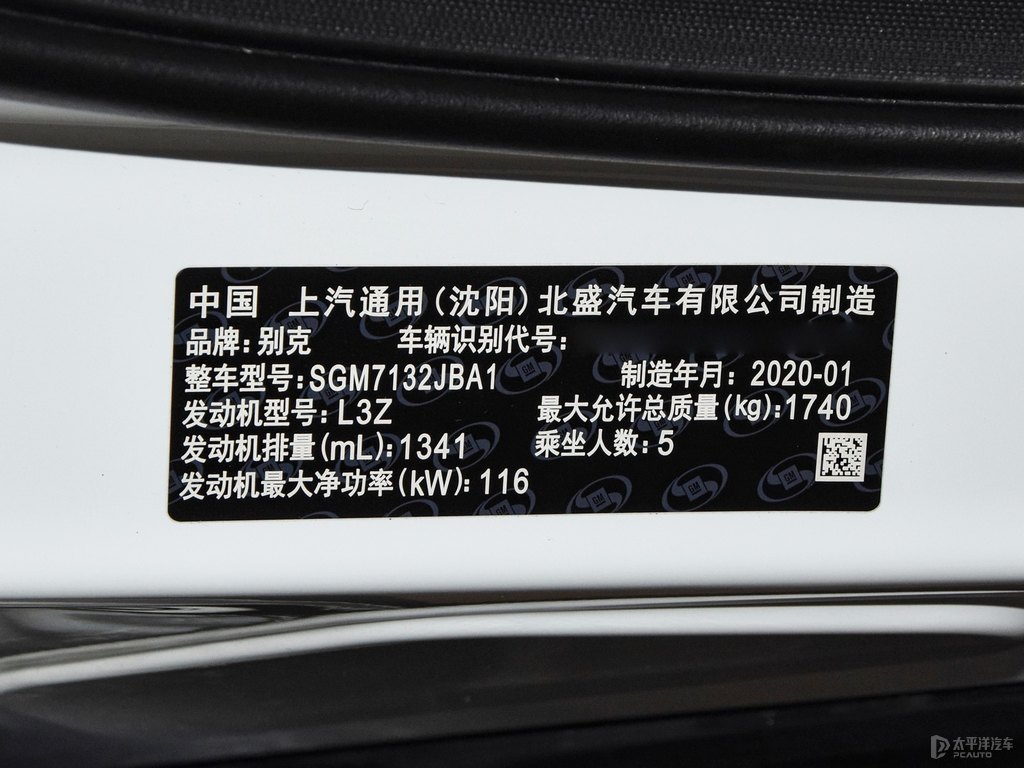 中国 上汽通用(沈阳)北盛汽车有限公司制造
品牌:别克 车辆识别代号:
整车型号:SGM7132JBA1 制造年月: 2020-01
发动机型号:L3Z 最大允许总质量(kg):1740
发动机排量(mL):1341 乘坐人数:5
发动机最大净功率(kW):116
太平洋汽车
PCAUTO